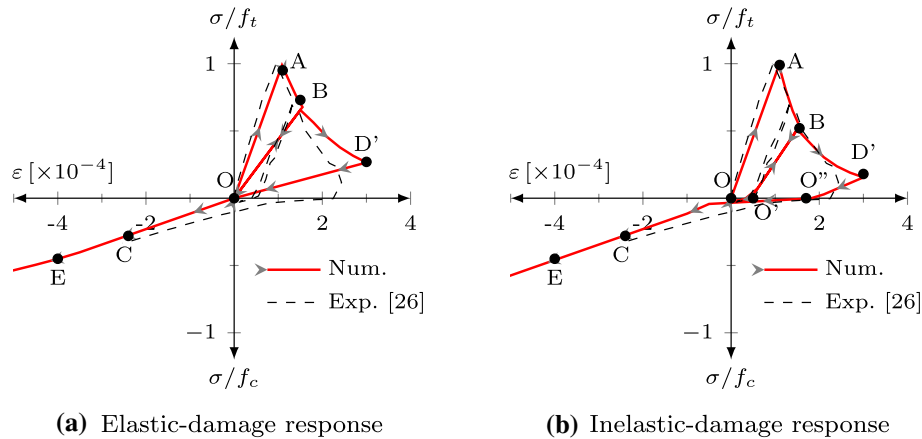 σ/f_t
1
A
B
D'
ε [×10⁻⁴]
O
-4
-2
2
4
C
E
Num.
Exp. [26]
−1
σ/f_c
(a) Elastic-damage response
σ/f_t
1
A
B
D'
ε [×10⁻⁴]
O
O"
O'
-4
-2
2
4
C
E
Num.
Exp. [26]
−1
σ/f_c
(b) Inelastic-damage response